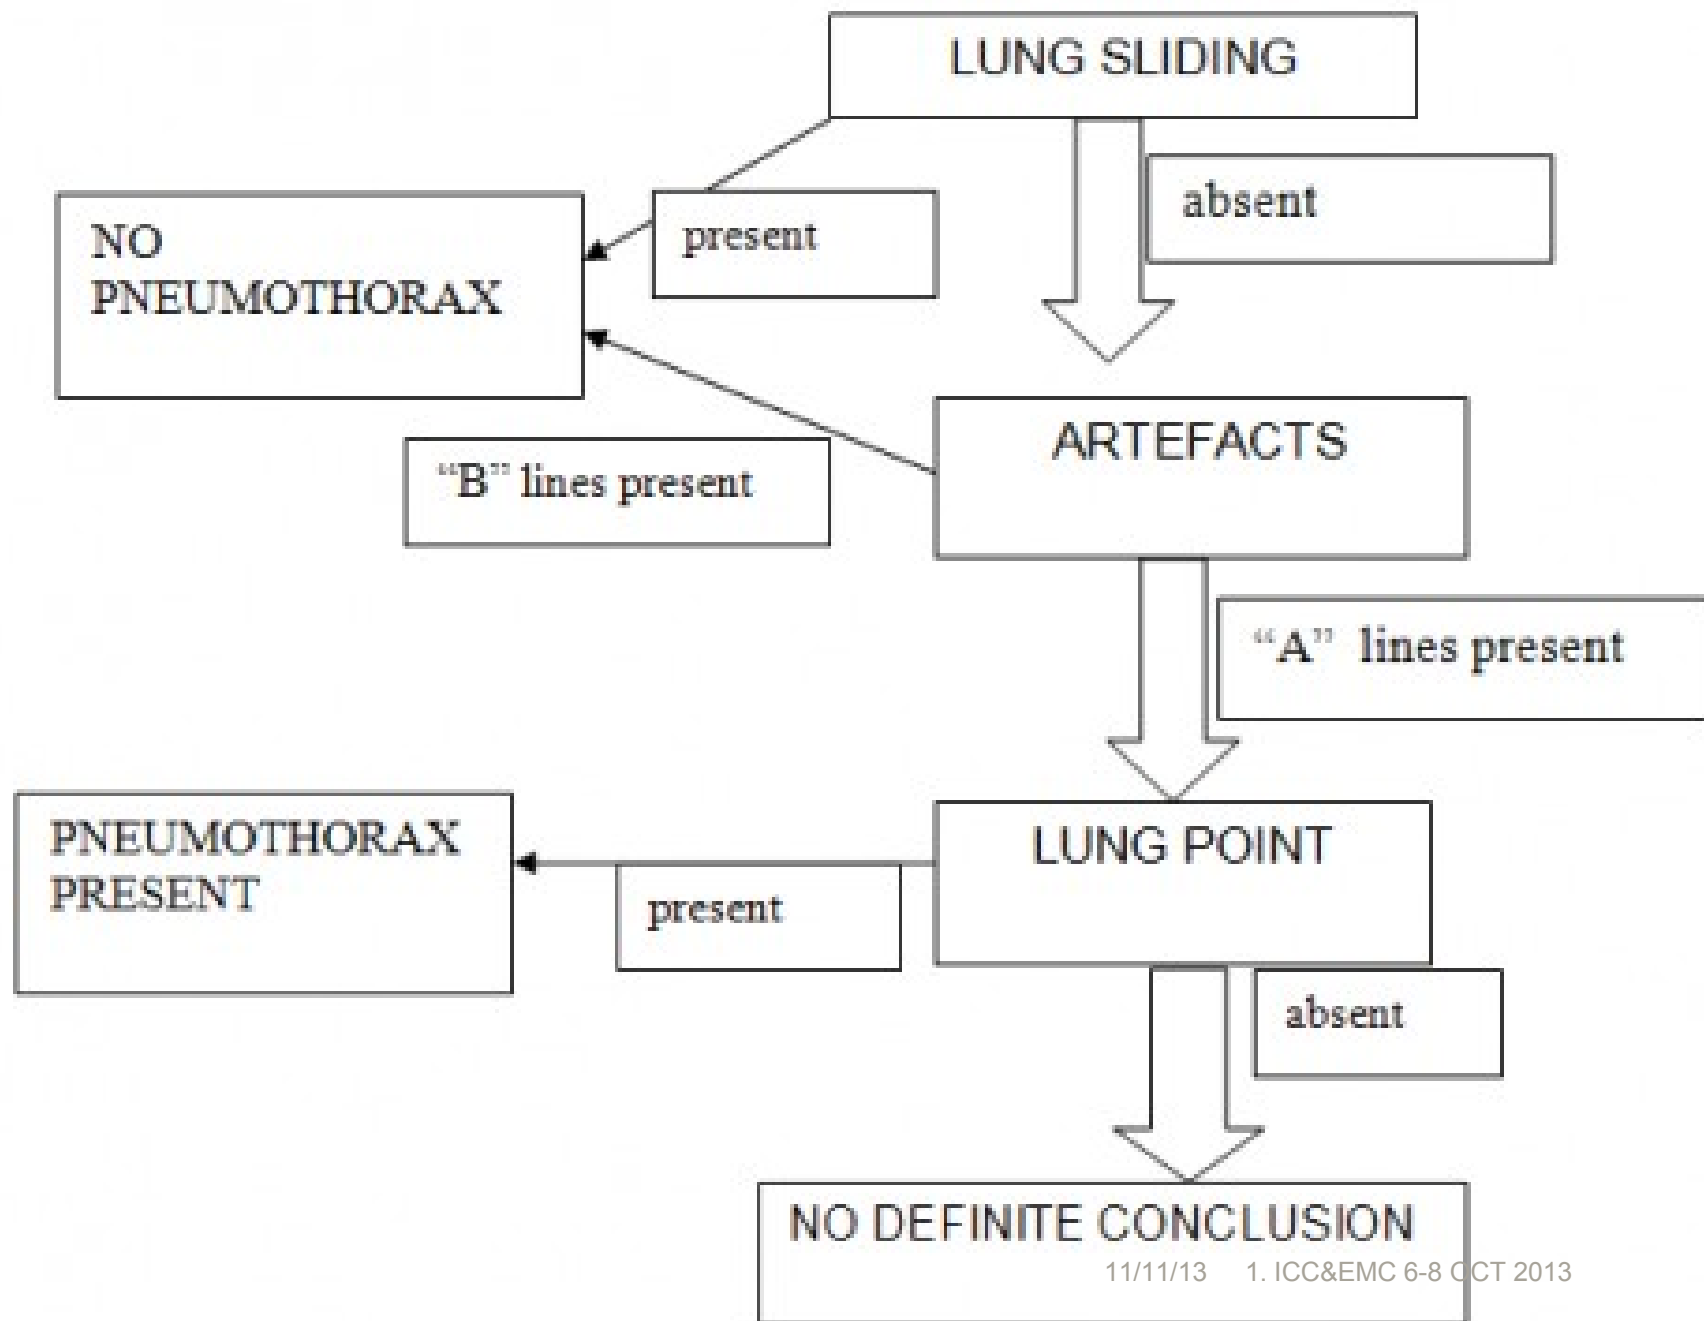 LUNG SLIDING
absent
present
NO
PNEUMOTHORAX
ARTEFACTS
“B” lines present
“A” lines present
LUNG POINT
PNEUMOTHORAX
PRESENT
present
absent
NO DEFINITE CONCLUSION
11/11/13 1. ICC&EMC 6-8 OCT 2013